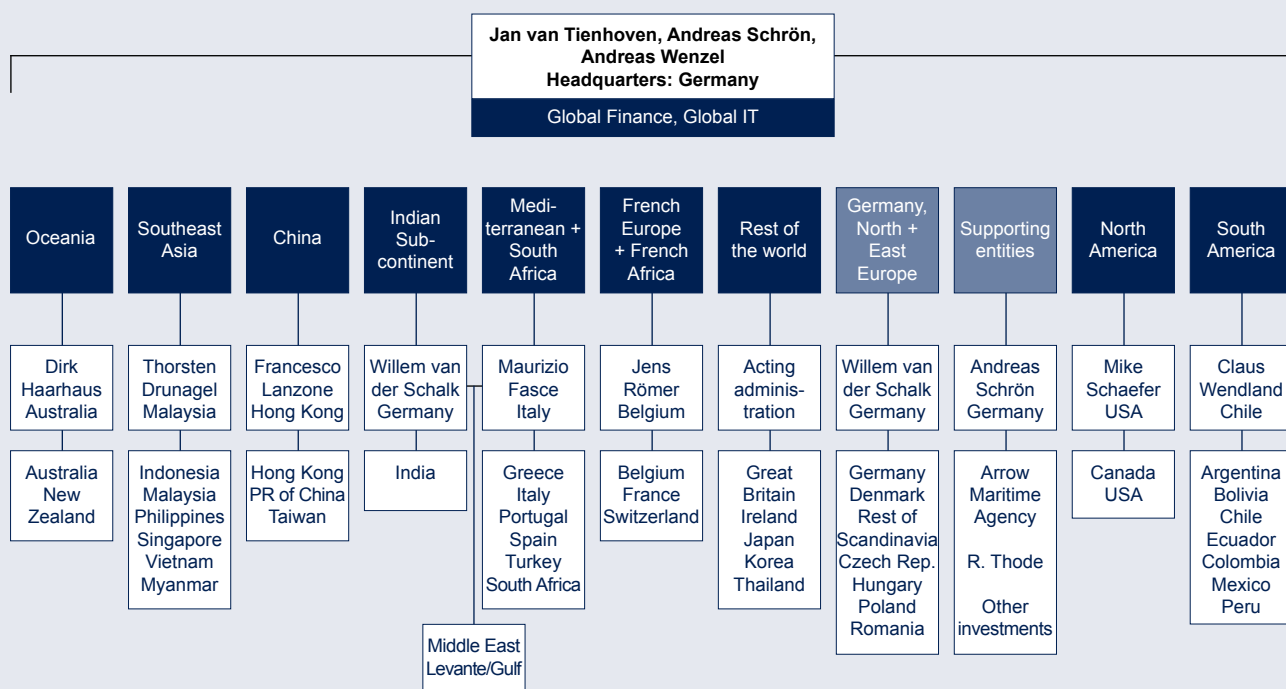 Jan van Tienhoven, Andreas Schrön,
Andreas Wenzel
Headquarters: Germany
Global Finance, Global IT
Oceania
Southeast
Asia
China
Indian
Sub-
continent
Medi-
terranean +
South
Africa
French
Europe
+ French
Africa
Rest of
the world
Germany,
North +
East
Europe
Supporting
entities
North
America
South
America
Dirk
Haarhaus
Australia
Thorsten
Drunagel
Malaysia
Francesco
Lanzone
Hong Kong
Willem van
der Schalk
Germany
Maurizio
Fasce
Italy
Jens
Römer
Belgium
Acting
adminis-
tration
Willem van
der Schalk
Germany
Andreas
Schrön
Germany
Mike
Schaefer
USA
Claus
Wendland
Chile
Australia
New
Zealand
Indonesia
Malaysia
Philippines
Singapore
Vietnam
Myanmar
Hong Kong
PR of China
Taiwan
India
Greece
Italy
Portugal
Spain
Turkey
South Africa
Belgium
France
Switzerland
Great
Britain
Ireland
Japan
Korea
Thailand
Germany
Denmark
Rest of
Scandinavia
Czech Rep.
Hungary
Poland
Romania
Arrow
Maritime
Agency
R. Thode
Other
investments
Canada
USA
Argentina
Bolivia
Chile
Ecuador
Colombia
Mexico
Peru
Middle East
Levante/Gulf